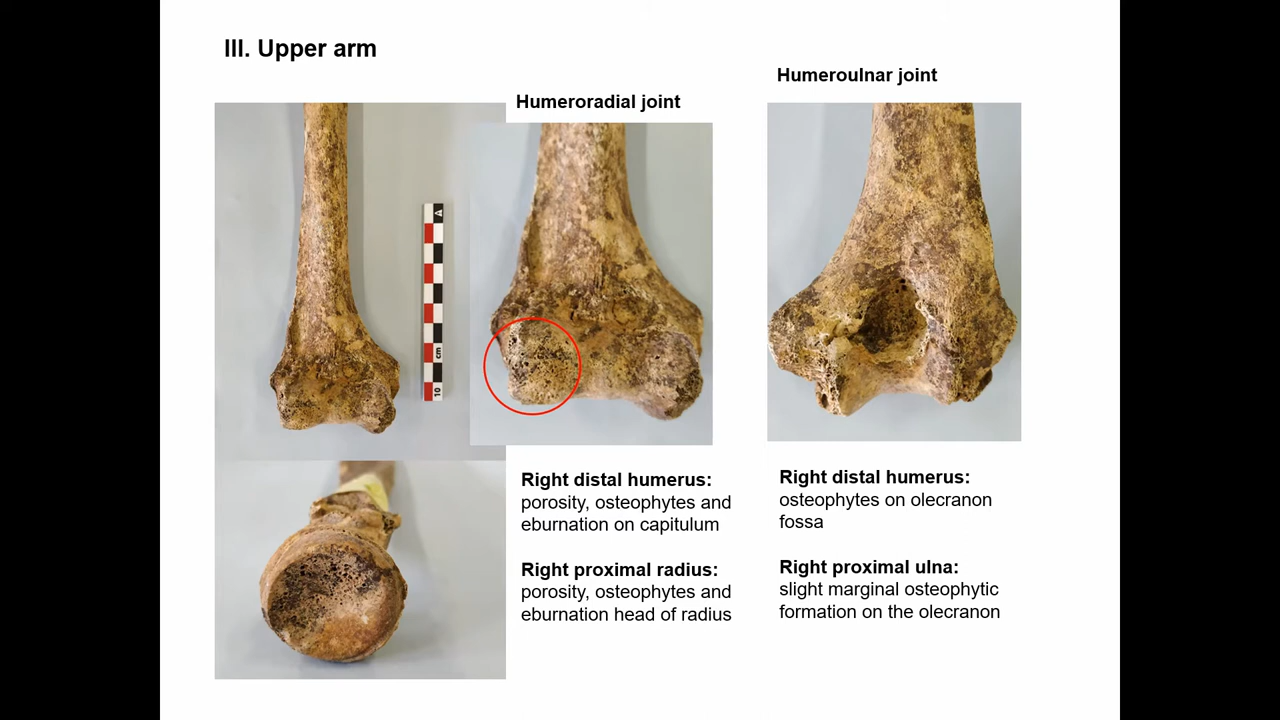 III. Upper arm
Humeroradial joint
Humeroulnar joint
A
cm
10
Right distal humerus:
porosity, osteophytes and
eburnation on capitulum
Right proximal radius:
porosity, osteophytes and
eburnation head of radius
Right distal humerus:
osteophytes on olecranon
fossa
Right proximal ulna:
slight marginal osteophytic
formation on the olecranon